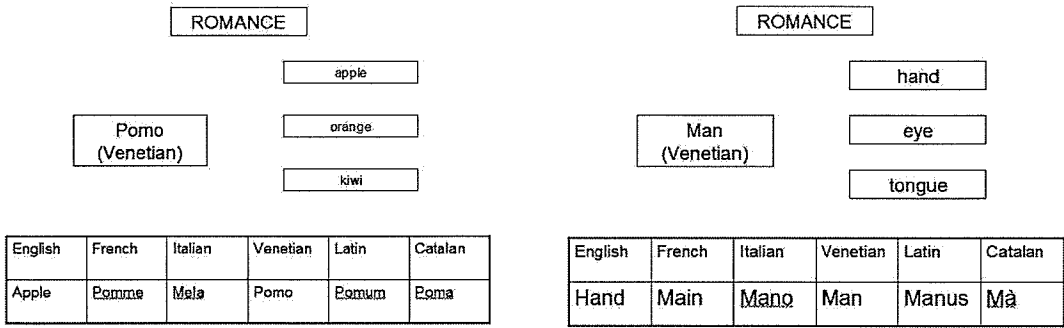 ROMANCE
apple
Pomo
(Venetian)
orange
kiwi
English French Italian Venetian Latin Catalan
Apple Pomme Mela Pomo Pomum Poma
ROMANCE
hand
Man
(Venetian)
eye
tongue
English French Italian Venetian Latin Catalan
Hand Main Mano Man Manus Mà